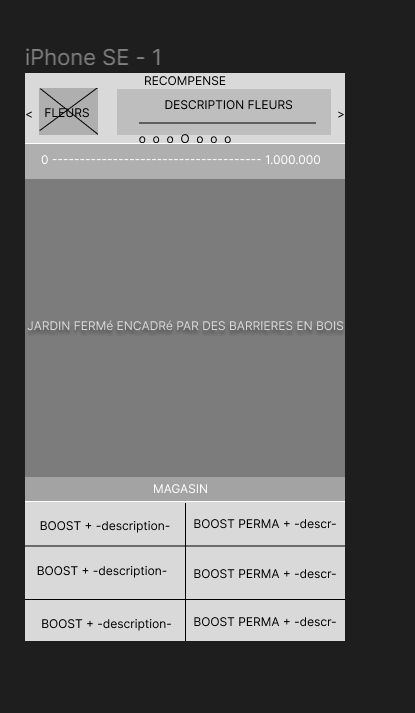 iPhone SE - 1
RECOMPENSE
< FLEURS DESCRIPTION FLEURS >
o o o O o o o
0 ----------------------------------- 1.000.000
JARDIN FERMé ENCADRé PAR DES BARRIERES EN BOIS
MAGASIN
BOOST + -description- BOOST PERMA + -descr-
BOOST + -description- BOOST PERMA + -descr-
BOOST + -description- BOOST PERMA + -descr-